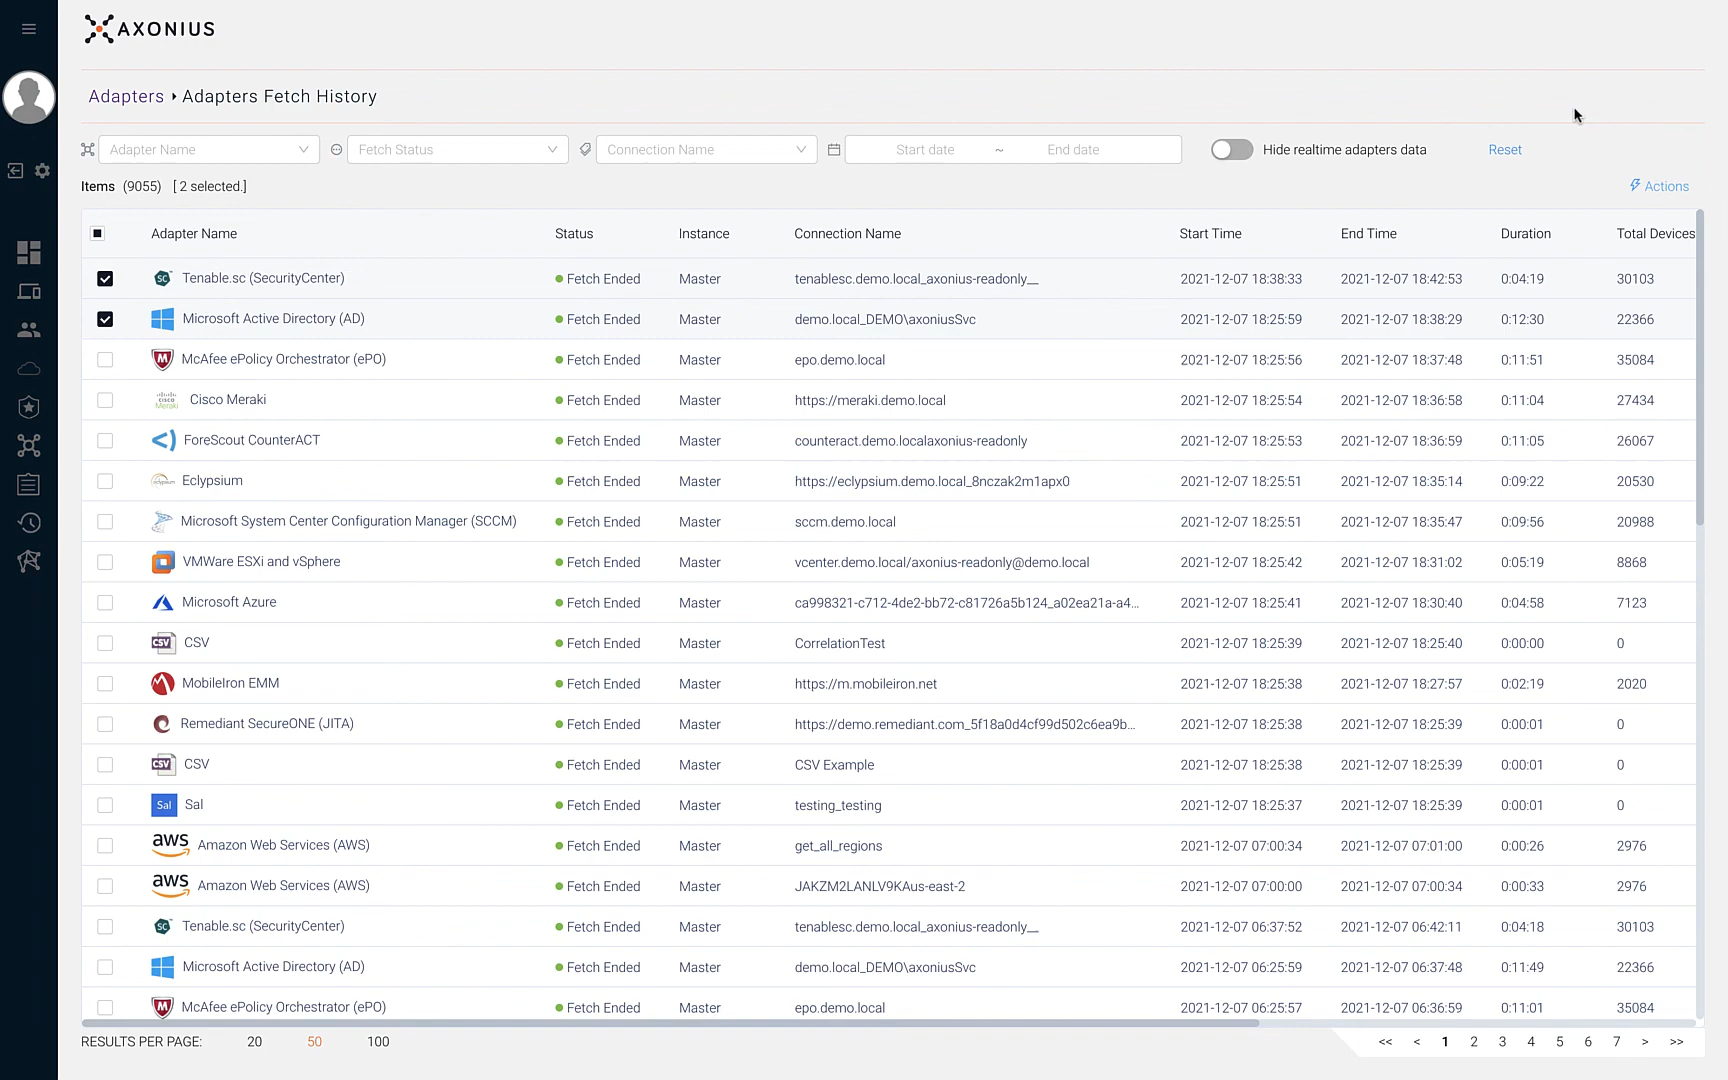 AXONIUS
Adapters ▸ Adapters Fetch History
Adapter Name Fetch Status Connection Name Start date ~ End date Hide realtime adapters data Reset
Items (9055) [ 2 selected.] Actions
Adapter Name Status Instance Connection Name Start Time End Time Duration Total Devices
SC Tenable.sc (SecurityCenter) Fetch Ended Master tenablesc.demo.local_axonius-readonly__ 2021-12-07 18:38:33 2021-12-07 18:42:53 0:04:19 30103
Microsoft Active Directory (AD) Fetch Ended Master demo.local_DEMO\axoniusSvc 2021-12-07 18:25:59 2021-12-07 18:38:29 0:12:30 22366
McAfee ePolicy Orchestrator (ePO) Fetch Ended Master epo.demo.local 2021-12-07 18:25:56 2021-12-07 18:37:48 0:11:51 35084
cisco Meraki Cisco Meraki Fetch Ended Master https://meraki.demo.local 2021-12-07 18:25:54 2021-12-07 18:36:58 0:11:04 27434
ForeScout CounterACT Fetch Ended Master counteract.demo.localaxonius-readonly 2021-12-07 18:25:53 2021-12-07 18:36:59 0:11:05 26067
Eclypsium Fetch Ended Master https://eclypsium.demo.local_8nczak2m1apx0 2021-12-07 18:25:51 2021-12-07 18:35:14 0:09:22 20530
Microsoft System Center Configuration Manager (SCCM) Fetch Ended Master sccm.demo.local 2021-12-07 18:25:51 2021-12-07 18:35:47 0:09:56 20988
VMWare ESXi and vSphere Fetch Ended Master vcenter.demo.local/axonius-readonly@demo.local 2021-12-07 18:25:42 2021-12-07 18:31:02 0:05:19 8868
Microsoft Azure Fetch Ended Master ca998321-c712-4de2-bb72-c81726a5b124_a02ea21a-a4... 2021-12-07 18:25:41 2021-12-07 18:30:40 0:04:58 7123
CSV CSV Fetch Ended Master CorrelationTest 2021-12-07 18:25:39 2021-12-07 18:25:40 0:00:00 0
MobileIron EMM Fetch Ended Master https://m.mobileiron.net 2021-12-07 18:25:38 2021-12-07 18:27:57 0:02:19 2020
Remediant SecureONE (JITA) Fetch Ended Master https://demo.remediant.com_5f18a0d4cf99d502c6ea9b... 2021-12-07 18:25:38 2021-12-07 18:25:39 0:00:01 0
CSV CSV Fetch Ended Master CSV Example 2021-12-07 18:25:38 2021-12-07 18:25:39 0:00:01 0
Sal Sal Fetch Ended Master testing_testing 2021-12-07 18:25:37 2021-12-07 18:25:39 0:00:01 0
aws Amazon Web Services (AWS) Fetch Ended Master get_all_regions 2021-12-07 07:00:34 2021-12-07 07:01:00 0:00:26 2976
aws Amazon Web Services (AWS) Fetch Ended Master JAKZM2LANLV9KAus-east-2 2021-12-07 07:00:00 2021-12-07 07:00:34 0:00:33 2976
SC Tenable.sc (SecurityCenter) Fetch Ended Master tenablesc.demo.local_axonius-readonly__ 2021-12-07 06:37:52 2021-12-07 06:42:11 0:04:18 30103
Microsoft Active Directory (AD) Fetch Ended Master demo.local_DEMO\axoniusSvc 2021-12-07 06:25:59 2021-12-07 06:37:48 0:11:49 22366
McAfee ePolicy Orchestrator (ePO) Fetch Ended Master epo.demo.local 2021-12-07 06:25:57 2021-12-07 06:36:59 0:11:01 35084
RESULTS PER PAGE: 20 50 100 << < 1 2 3 4 5 6 7 > >>